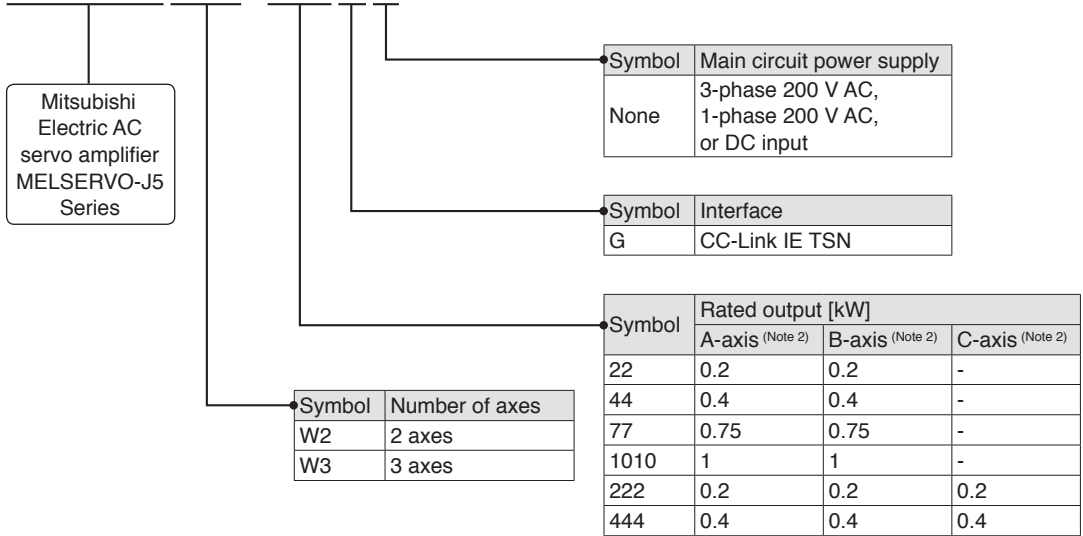 Mitsubishi
Electric AC
servo amplifier
MELSERVO-J5
Series
Symbol Main circuit power supply
None 3-phase 200 V AC,
1-phase 200 V AC,
or DC input
Symbol Interface
G CC-Link IE TSN
Symbol Rated output [kW]
A-axis (Note 2) B-axis (Note 2) C-axis (Note 2)
22 0.2 0.2 -
44 0.4 0.4 -
77 0.75 0.75 -
1010 1 1 -
222 0.2 0.2 0.2
444 0.4 0.4 0.4
Symbol Number of axes
W2 2 axes
W3 3 axes